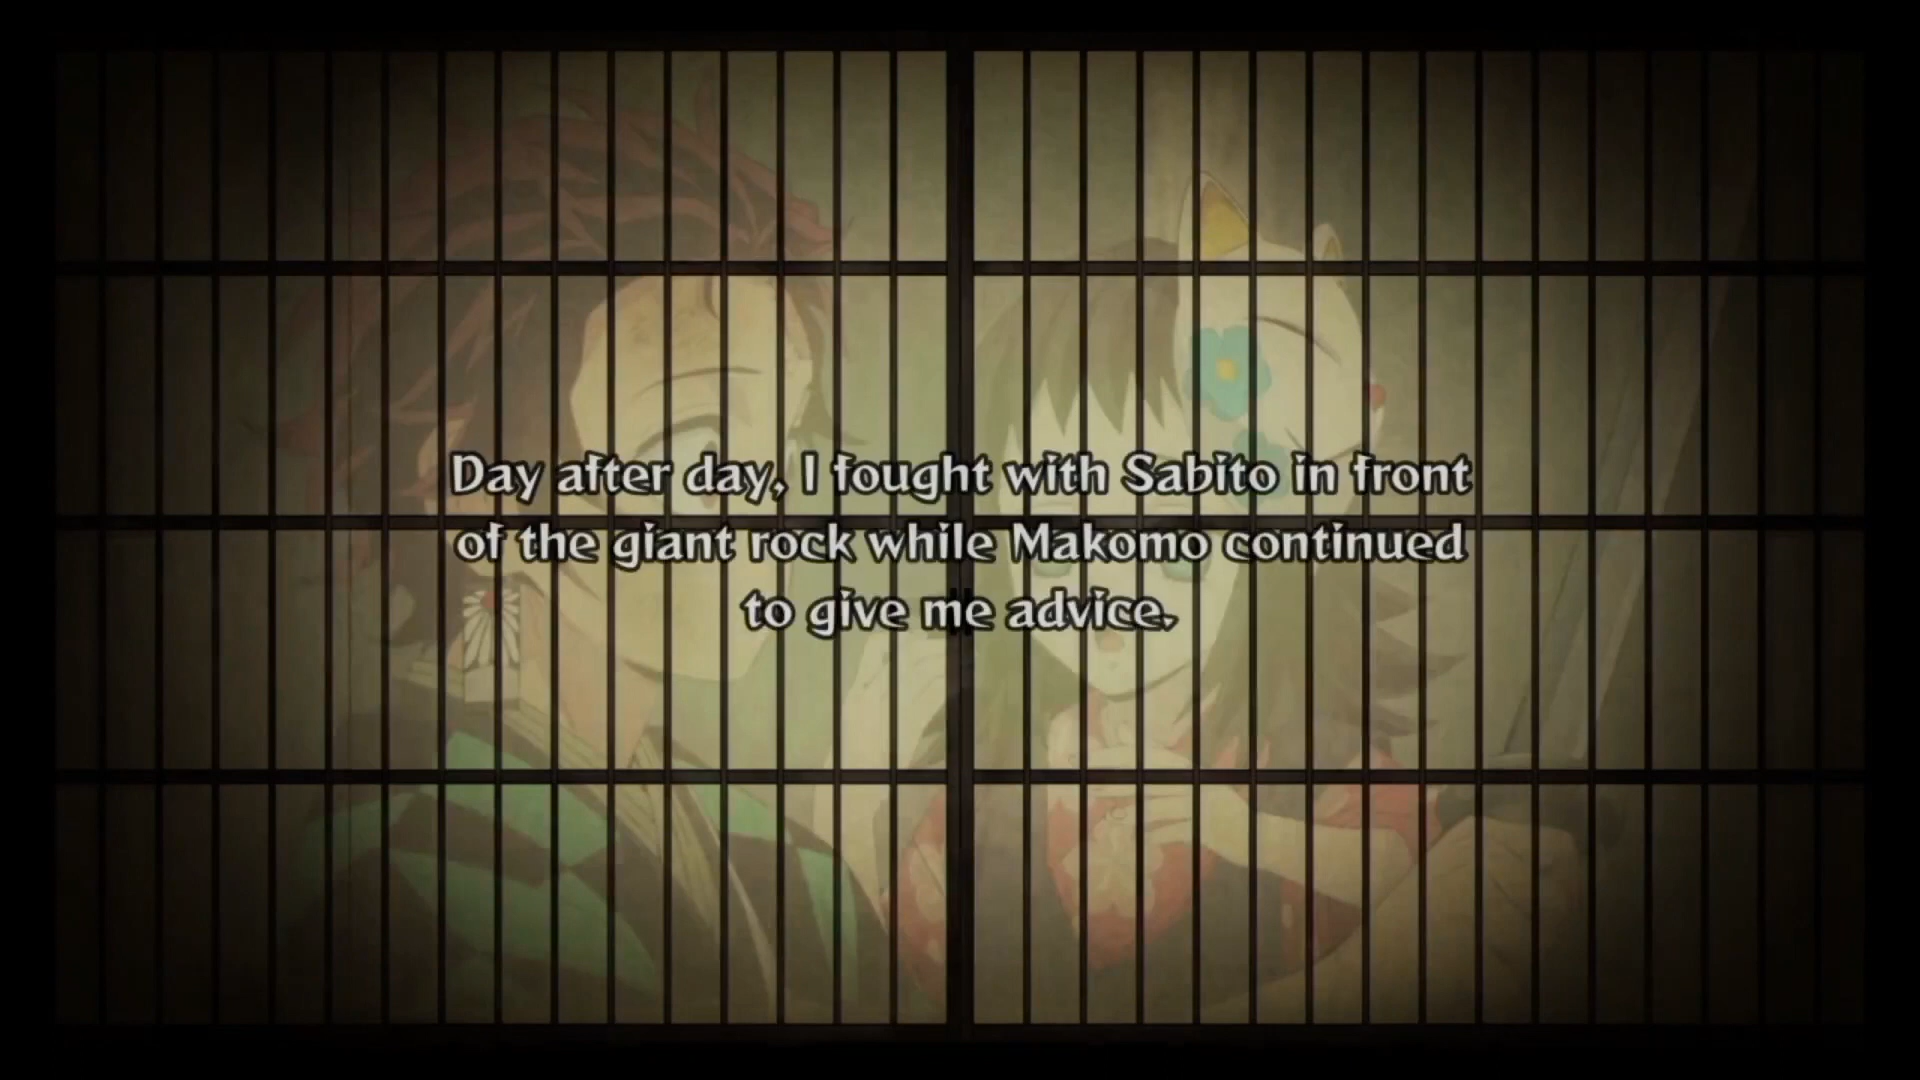 Day after day, I fought with Sabito in front
of the giant rock while Makomo continued
to give me advice.